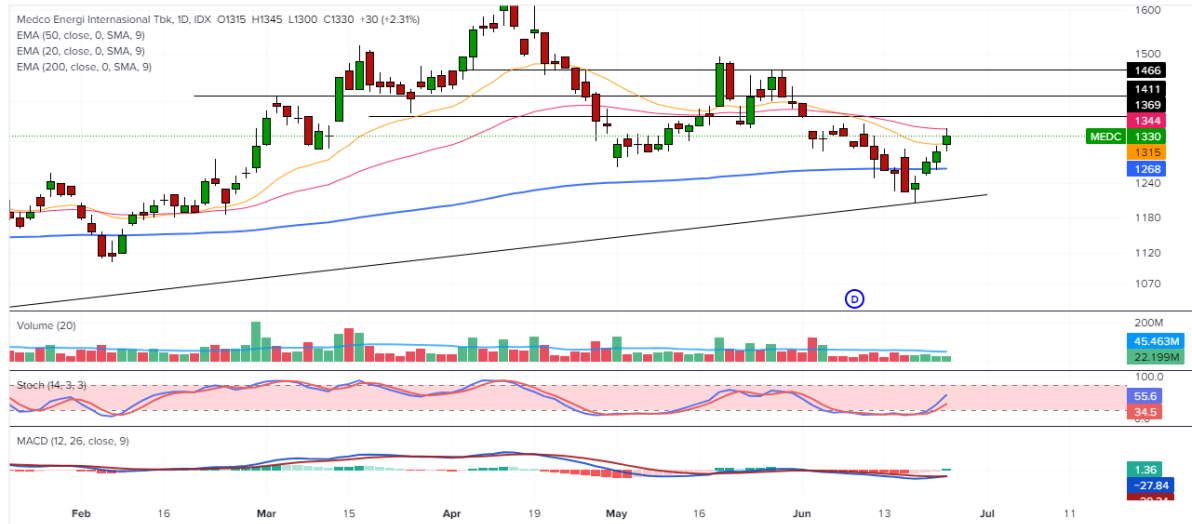 Medco Energi Internasional Tbk, 1D, IDX O1315 H1345 L1300 C1330 +30 (+2.31%)
EMA (50, close, 0, SMA, 9)
EMA (20, close, 0, SMA, 9)
EMA (200, close, 0, SMA, 9)
1600
1500
1466
1411
1369
1344
MEDC 1330
1315
1268
1240
1180
1120
1070
D
Volume (20)
200M
45.463M
22.199M
Stoch (14, 3, 3)
100.0
55.6
34.5
MACD (12, 26, close, 9)
1.36
−27.84
Feb 16 Mar 15 Apr 19 May 16 Jun 13 Jul 11